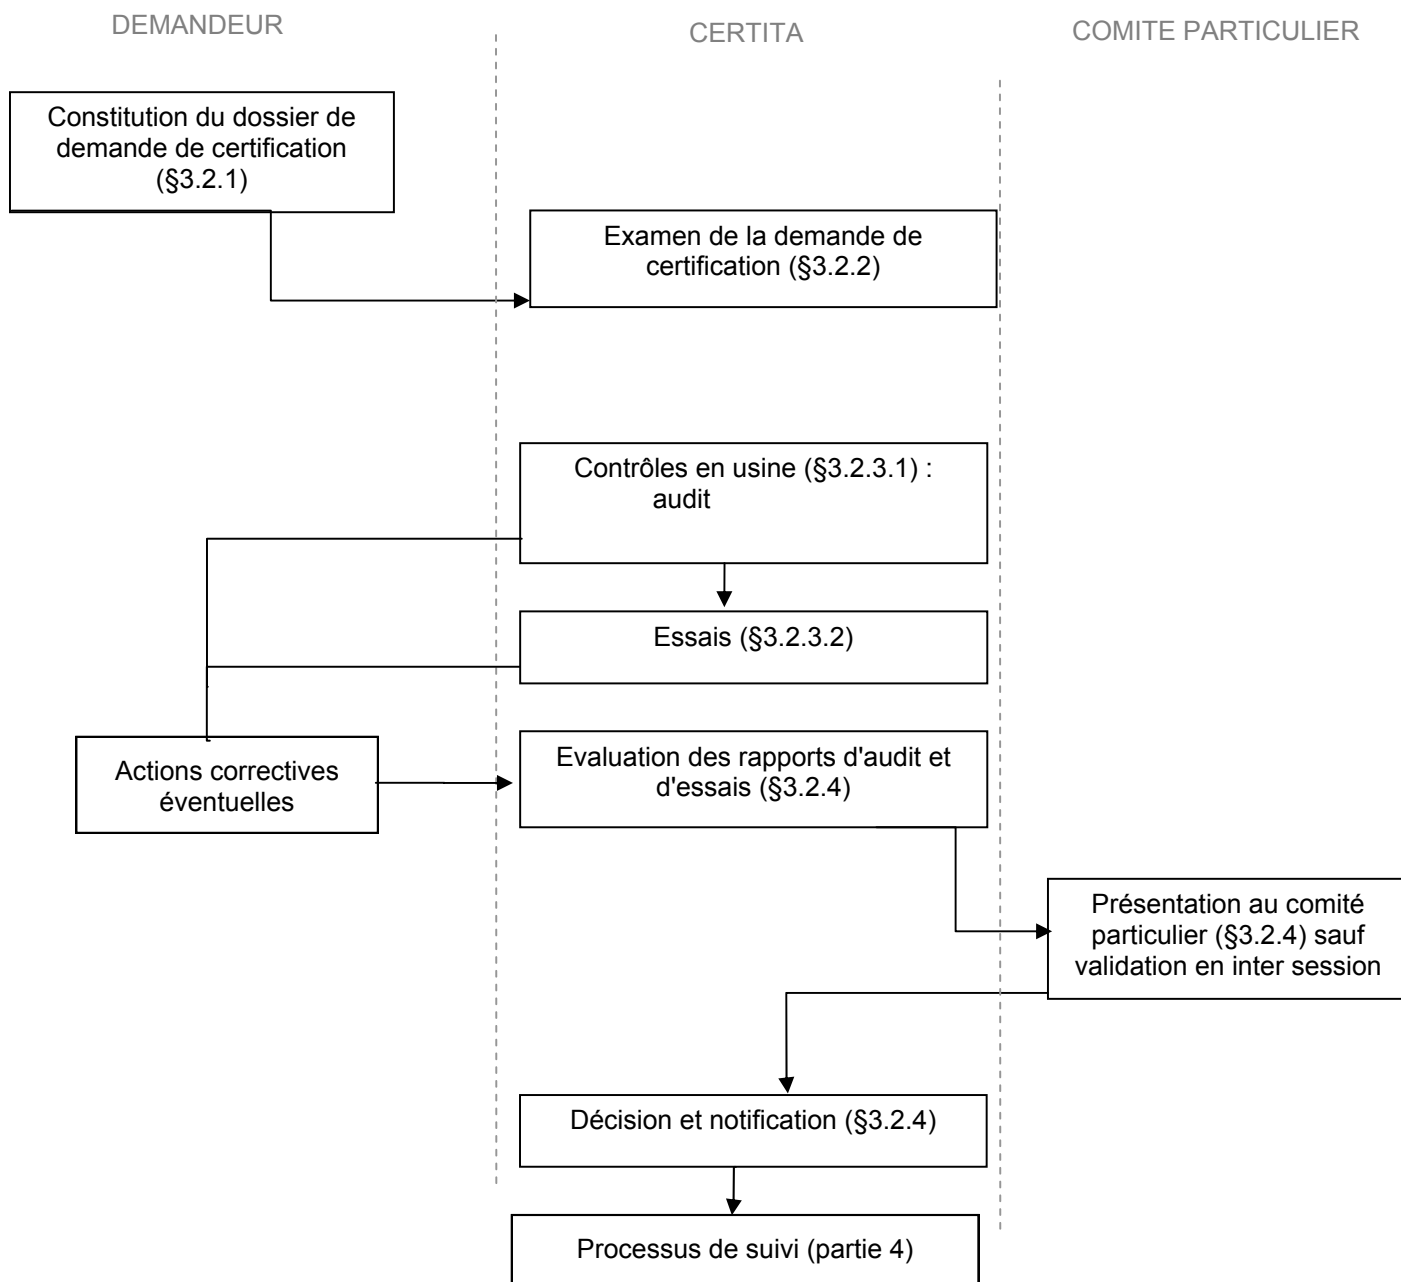 DEMANDEUR
CERTITA
COMITE PARTICULIER
Constitution du dossier de
demande de certification
(§3.2.1)
Examen de la demande de
certification (§3.2.2)
Contrôles en usine (§3.2.3.1) :
audit
Essais (§3.2.3.2)
Actions correctives
éventuelles
Evaluation des rapports d'audit et
d'essais (§3.2.4)
Présentation au comité
particulier (§3.2.4) sauf
validation en inter session
Décision et notification (§3.2.4)
Processus de suivi (partie 4)